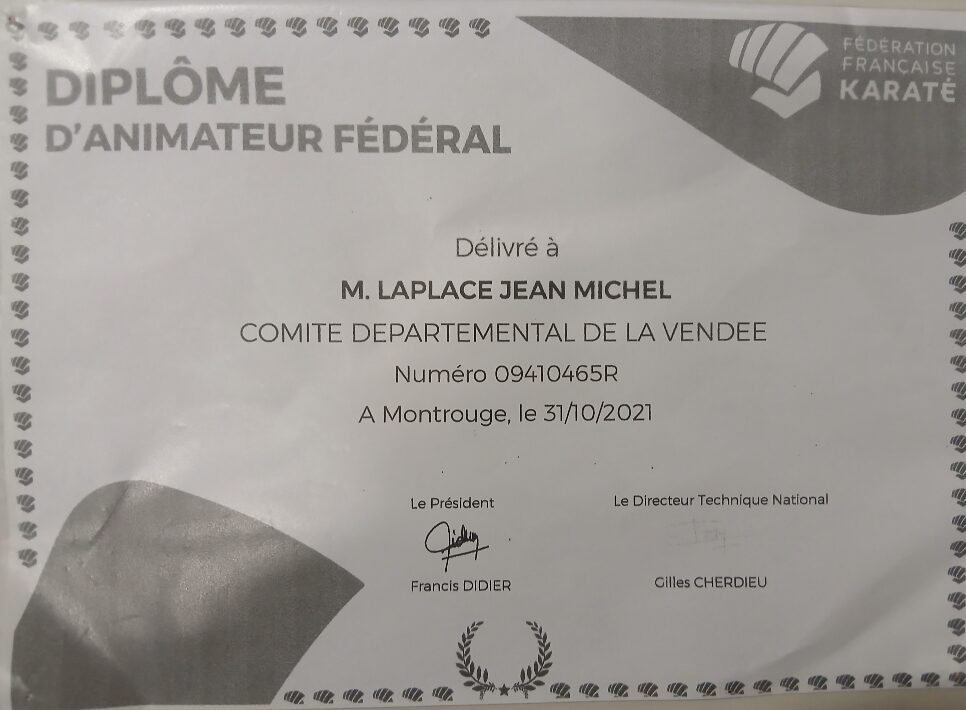 DIPLÔME
D'ANIMATEUR FÉDÉRAL
FÉDÉRATION
FRANÇAISE
KARATÉ
Délivré à
M. LAPLACE JEAN MICHEL
COMITE DEPARTEMENTAL DE LA VENDEE
Numéro 09410465R
A Montrouge, le 31/10/2021
Le Président
Le Directeur Technique National
Francis DIDIER
Gilles CHERDIEU